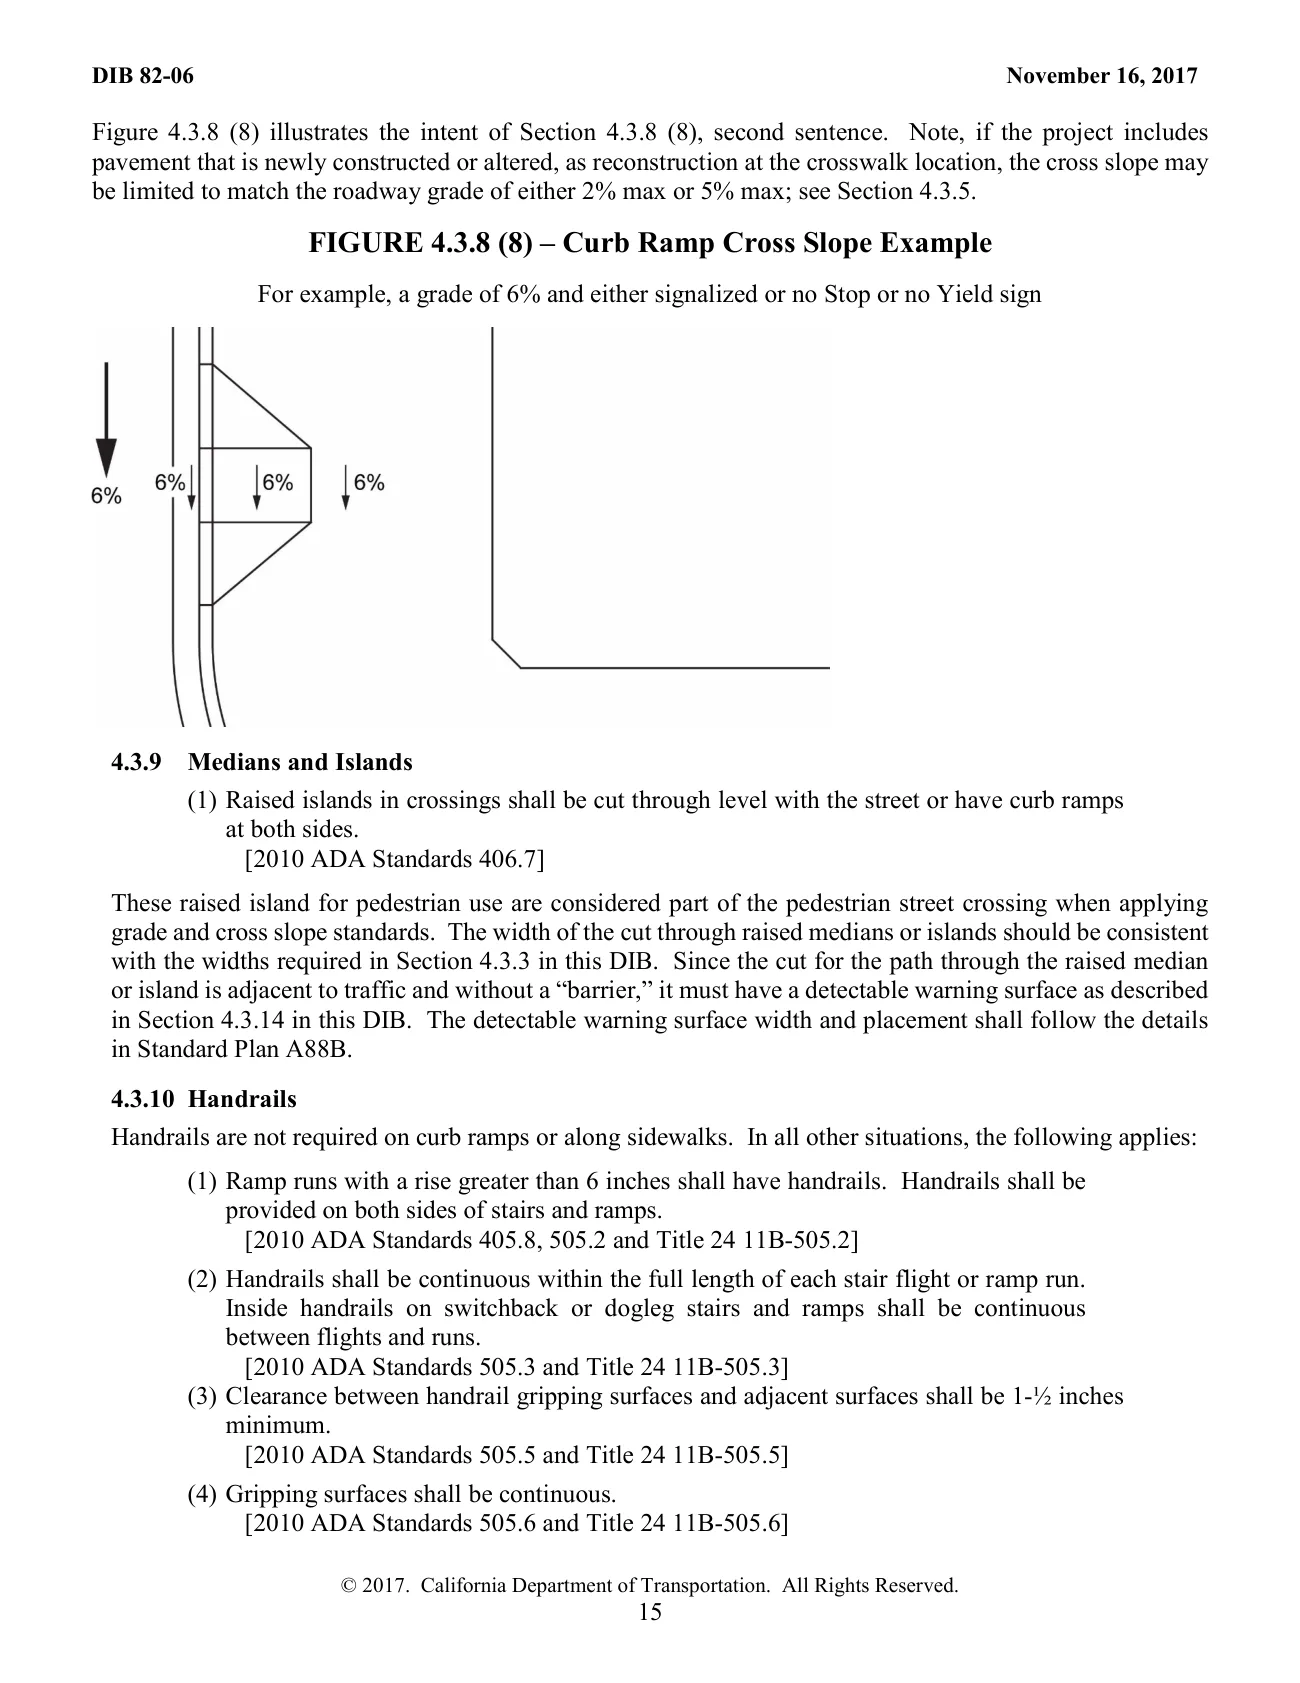 DIB 82-06 November 16, 2017
Figure 4.3.8 (8) illustrates the intent of Section 4.3.8 (8), second sentence. Note, if the project includes
pavement that is newly constructed or altered, as reconstruction at the crosswalk location, the cross slope may
be limited to match the roadway grade of either 2% max or 5% max; see Section 4.3.5.
FIGURE 4.3.8 (8) – Curb Ramp Cross Slope Example
For example, a grade of 6% and either signalized or no Stop or no Yield sign
6% 6% 6% 6%
4.3.9 Medians and Islands
(1) Raised islands in crossings shall be cut through level with the street or have curb ramps
at both sides.
[2010 ADA Standards 406.7]
These raised island for pedestrian use are considered part of the pedestrian street crossing when applying
grade and cross slope standards. The width of the cut through raised medians or islands should be consistent
with the widths required in Section 4.3.3 in this DIB. Since the cut for the path through the raised median
or island is adjacent to traffic and without a “barrier,” it must have a detectable warning surface as described
in Section 4.3.14 in this DIB. The detectable warning surface width and placement shall follow the details
in Standard Plan A88B.
4.3.10 Handrails
Handrails are not required on curb ramps or along sidewalks. In all other situations, the following applies:
(1) Ramp runs with a rise greater than 6 inches shall have handrails. Handrails shall be
provided on both sides of stairs and ramps.
[2010 ADA Standards 405.8, 505.2 and Title 24 11B-505.2]
(2) Handrails shall be continuous within the full length of each stair flight or ramp run.
Inside handrails on switchback or dogleg stairs and ramps shall be continuous
between flights and runs.
[2010 ADA Standards 505.3 and Title 24 11B-505.3]
(3) Clearance between handrail gripping surfaces and adjacent surfaces shall be 1-½ inches
minimum.
[2010 ADA Standards 505.5 and Title 24 11B-505.5]
(4) Gripping surfaces shall be continuous.
[2010 ADA Standards 505.6 and Title 24 11B-505.6]
© 2017. California Department of Transportation. All Rights Reserved.
15